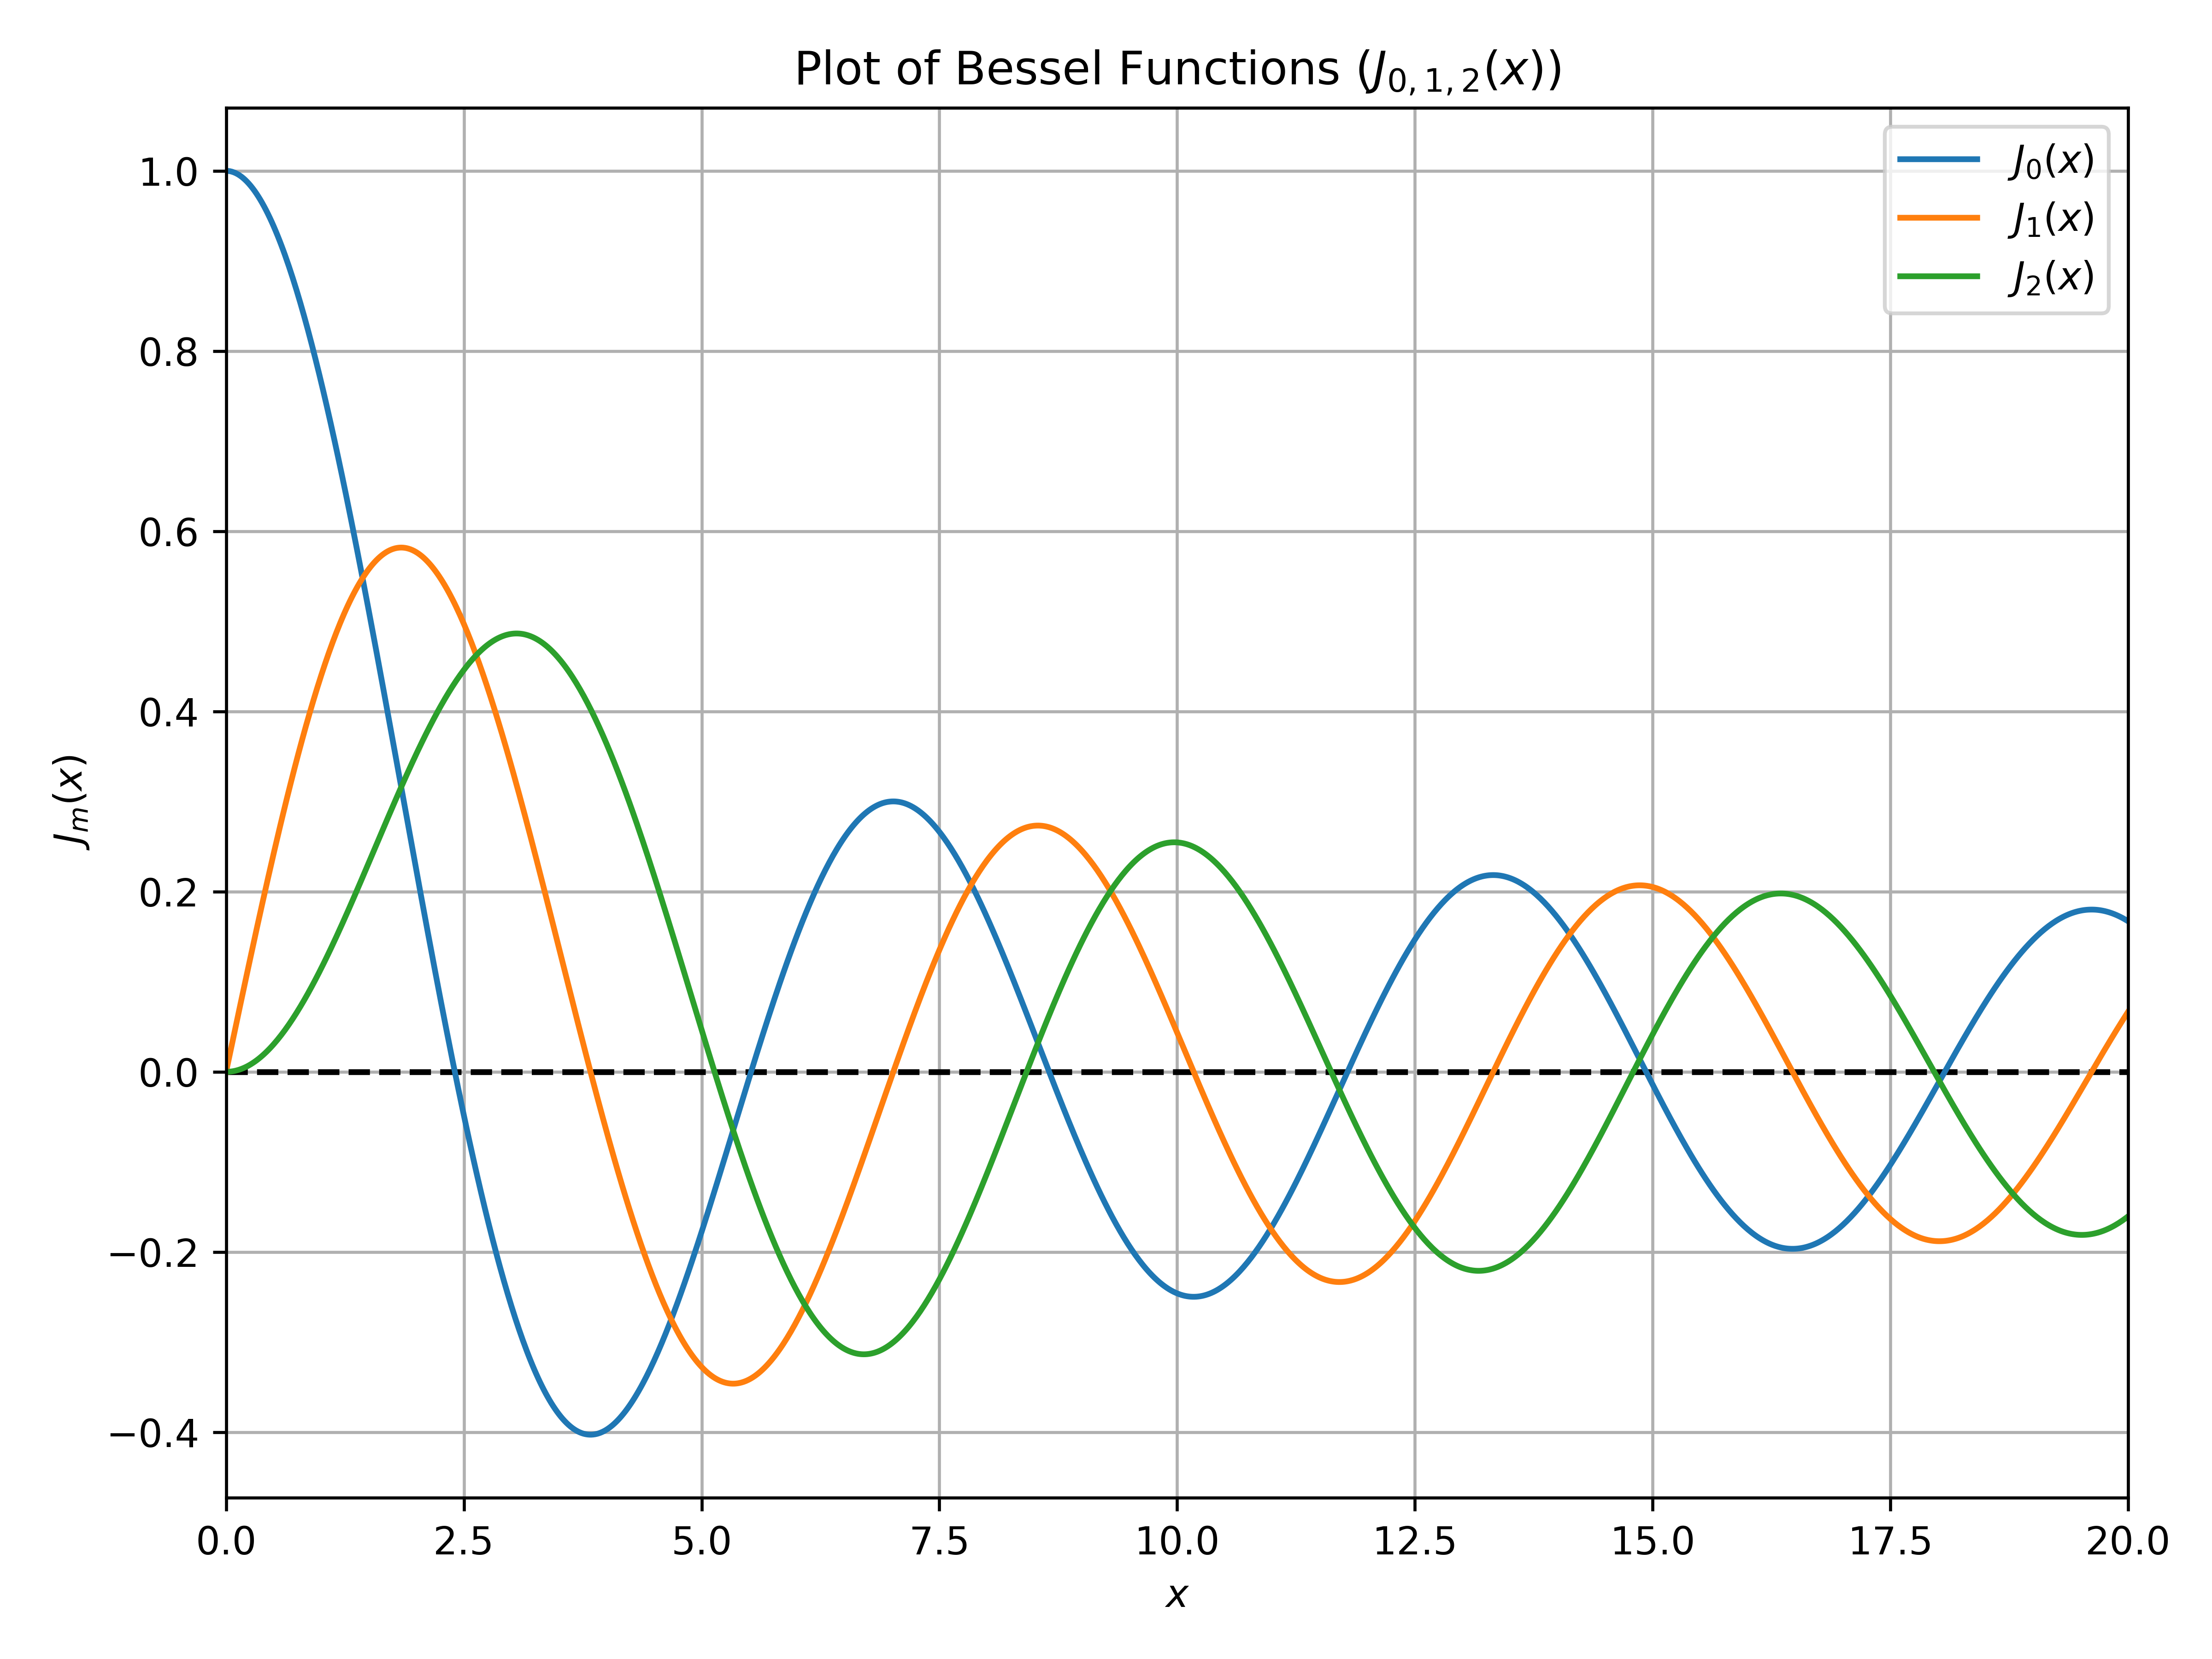 Plot of Bessel Functions (J₀,₁,₂(x))
J₀(x)
J₁(x)
J₂(x)
1.0
0.8
0.6
0.4
0.2
0.0
−0.2
−0.4
Jₘ(x)
0.0 2.5 5.0 7.5 10.0 12.5 15.0 17.5 20.0
x